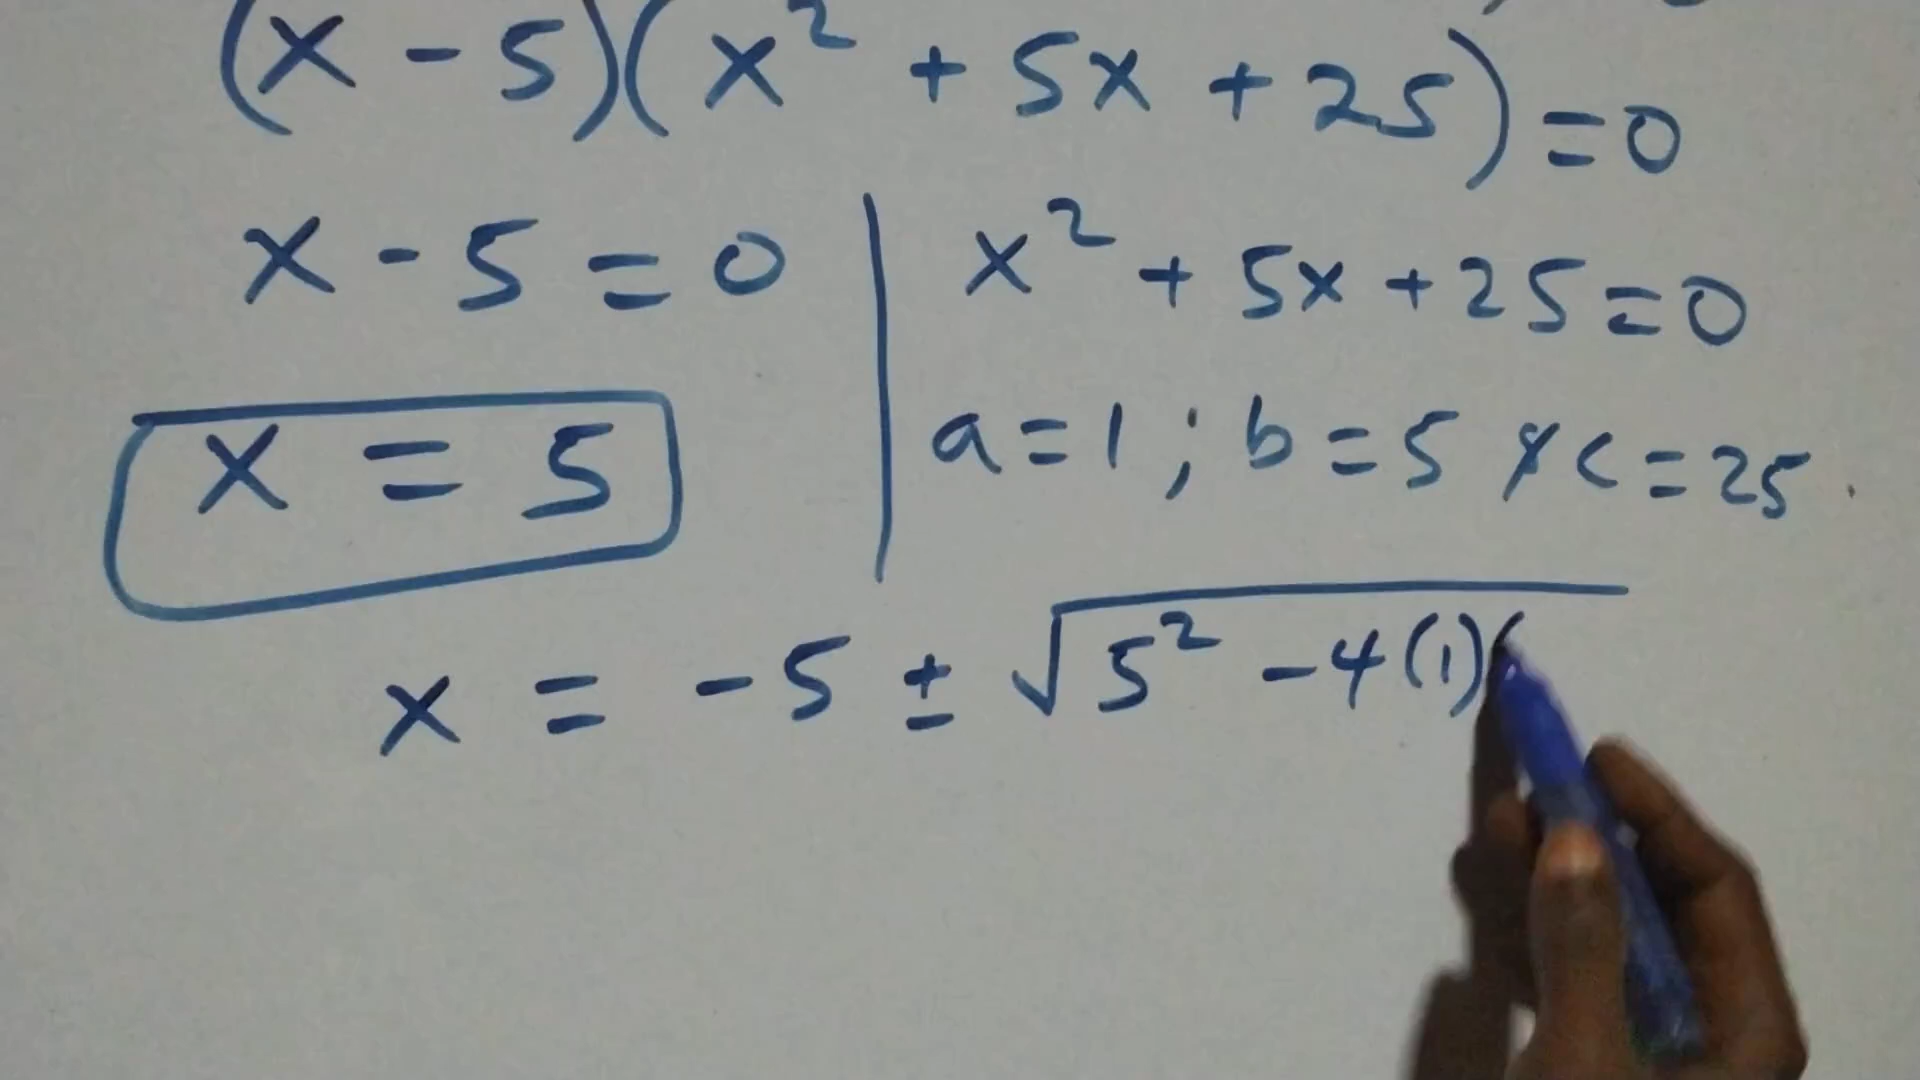 (x - 5)(x² + 5x + 25) = 0
x - 5 = 0 | x² + 5x + 25 = 0
x = 5 | a = 1 ; b = 5 ; c = 25
x = -5 ± √5² - 4(1)(